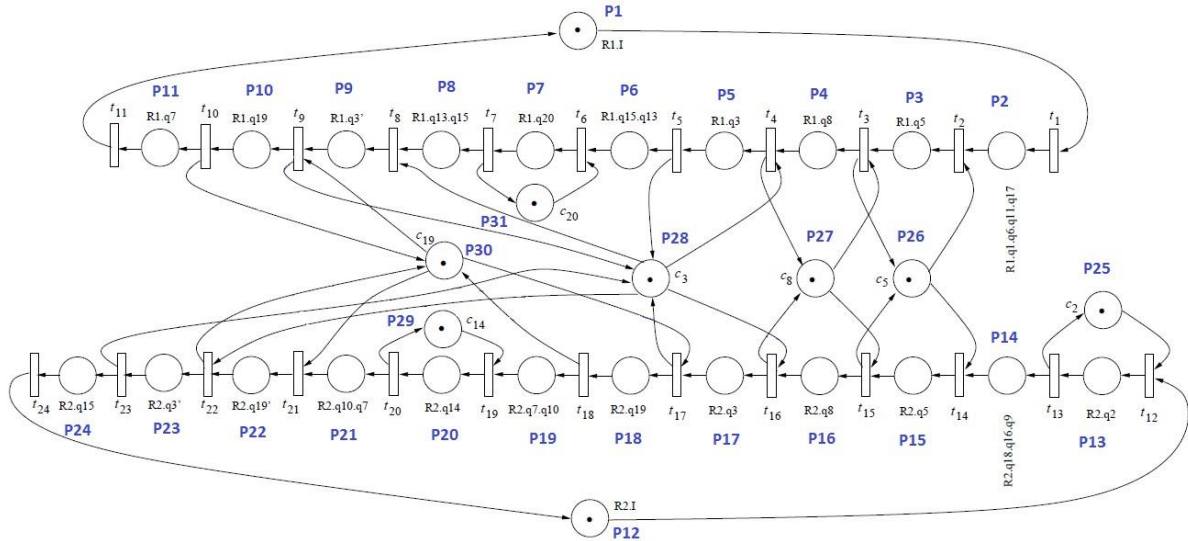 P1
R1.I
P11 P10 P9 P8 P7 P6 P5 P4 P3 P2
t11 t10 t9 t8 t7 t6 t5 t4 t3 t2 t1
R1.q7 R1.q19 R1.q3' R1.q13.q15 R1.q20 R1.q15.q13 R1.q3 R1.q8 R1.q5
R1.q1.q6.q11.q17
P31 c20
c19 P30 P28 c3 P27 c8 P26 c5 P25 c2
P29 c14
P14
t24 t23 t22 t21 t20 t19 t18 t17 t16 t15 t14 t13 t12
R2.q15 R2.q3' R2.q19' R2.q10.q7 R2.q14 R2.q7.q10 R2.q19 R2.q3 R2.q8 R2.q5 R2.q2
R2.q18.q16.q9
P24 P23 P22 P21 P20 P19 P18 P17 P16 P15 P13
R2.I
P12